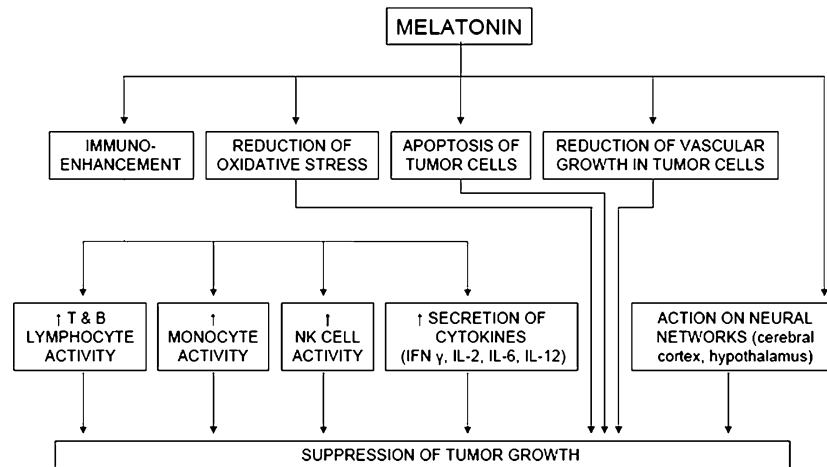 MELATONIN
IMMUNO-
ENHANCEMENT
REDUCTION OF
OXIDATIVE STRESS
APOPTOSIS OF
TUMOR CELLS
REDUCTION OF VASCULAR
GROWTH IN TUMOR CELLS
↑ T & B
LYMPHOCYTE
ACTIVITY
↑
MONOCYTE
ACTIVITY
↑
NK CELL
ACTIVITY
↑ SECRETION OF
CYTOKINES
(IFN γ, IL-2, IL-6, IL-12)
ACTION ON NEURAL
NETWORKS (cerebral
cortex, hypothalamus)
SUPPRESSION OF TUMOR GROWTH